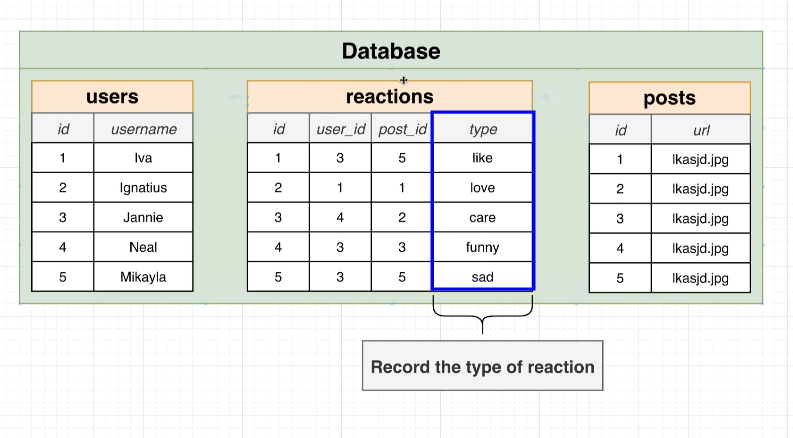 Database
users
id username
1 Iva
2 Ignatius
3 Jannie
4 Neal
5 Mikayla
reactions
id user_id post_id type
1 3 5 like
2 1 1 love
3 4 2 care
4 3 3 funny
5 3 5 sad
posts
id url
1 lkasjd.jpg
2 lkasjd.jpg
3 lkasjd.jpg
4 lkasjd.jpg
5 lkasjd.jpg
Record the type of reaction